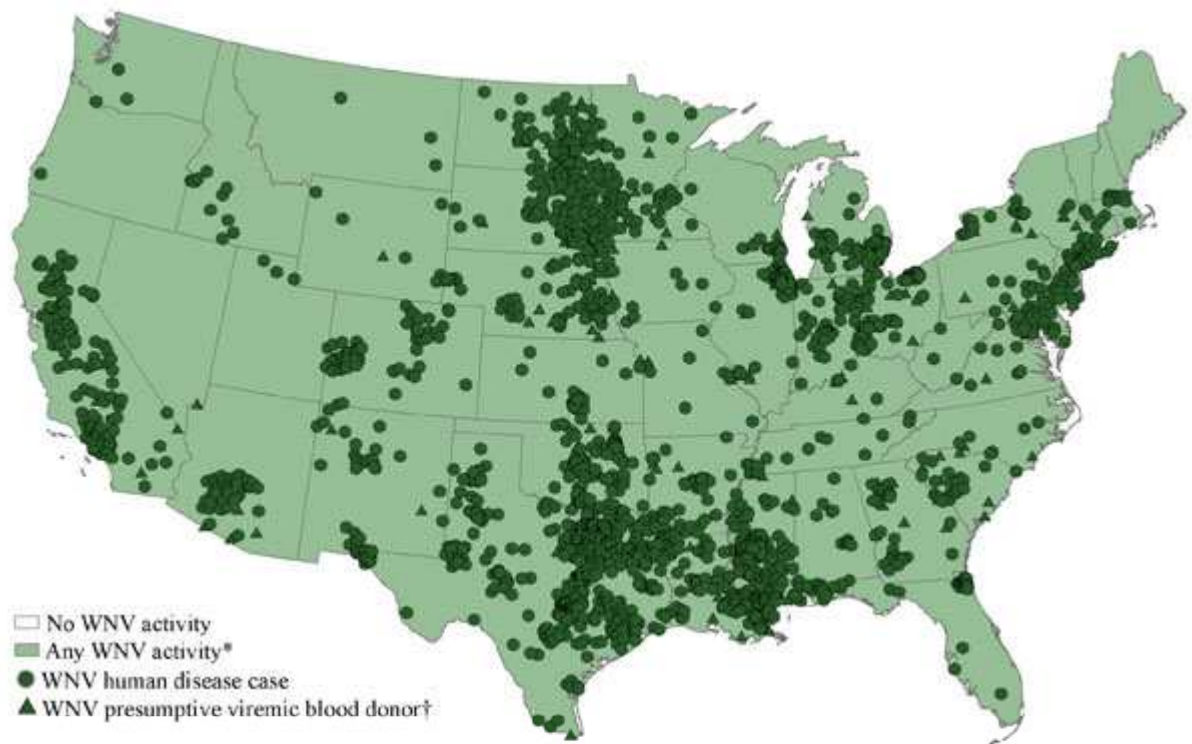 No WNV activity
Any WNV activity*
WNV human disease case
WNV presumptive viremic blood donor†